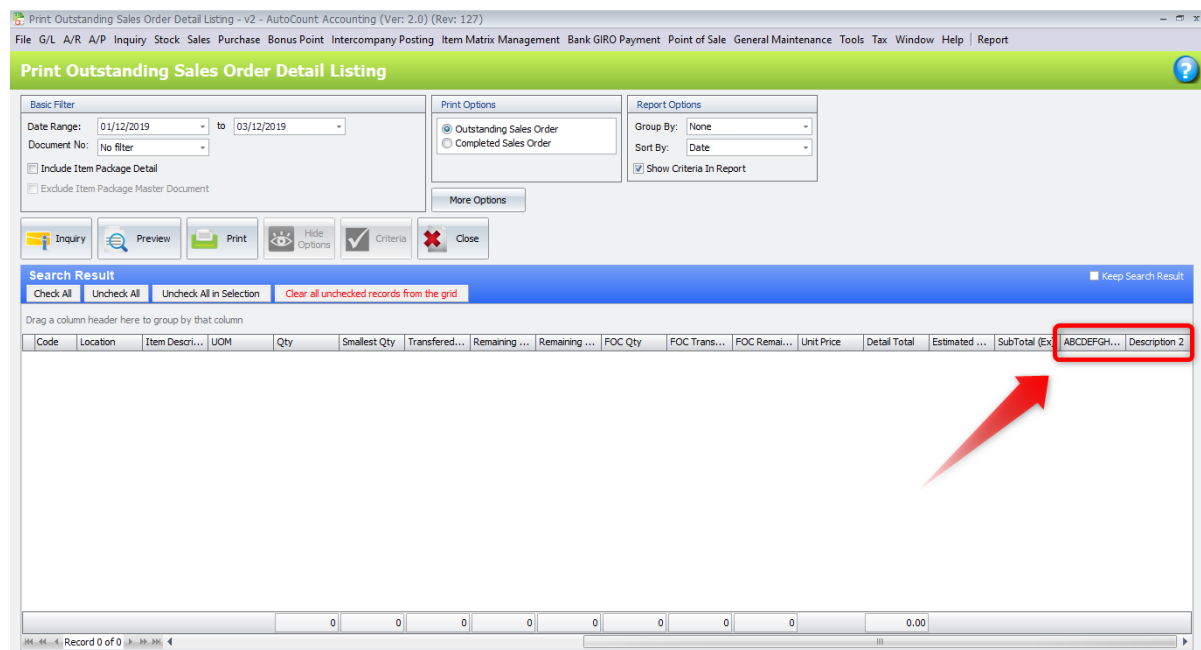 Print Outstanding Sales Order Detail Listing - v2 - AutoCount Accounting (Ver: 2.0) (Rev: 127)
File G/L A/R A/P Inquiry Stock Sales Purchase Bonus Point Intercompany Posting Item Matrix Management Bank GIRO Payment Point of Sale General Maintenance Tools Tax Window Help Report
Print Outstanding Sales Order Detail Listing
Basic Filter Print Options Report Options
Date Range: 01/12/2019 to 03/12/2019 Outstanding Sales Order Group By: None
Document No: No filter Completed Sales Order Sort By: Date
Include Item Package Detail Show Criteria In Report
Exclude Item Package Master Document More Options
Inquiry Preview Print Hide Options Criteria Close
Search Result Keep Search Result
Check All Uncheck All Uncheck All in Selection Clear all unchecked records from the grid
Drag a column header here to group by that column
Code Location Item Descri... UOM Qty Smallest Qty Transfered... Remaining ... Remaining ... FOC Qty FOC Trans... FOC Remai... Unit Price Detail Total Estimated ... SubTotal (Ex) ABCDEFGH... Description 2
0 0 0 0 0 0 0 0 0.00
Record 0 of 0